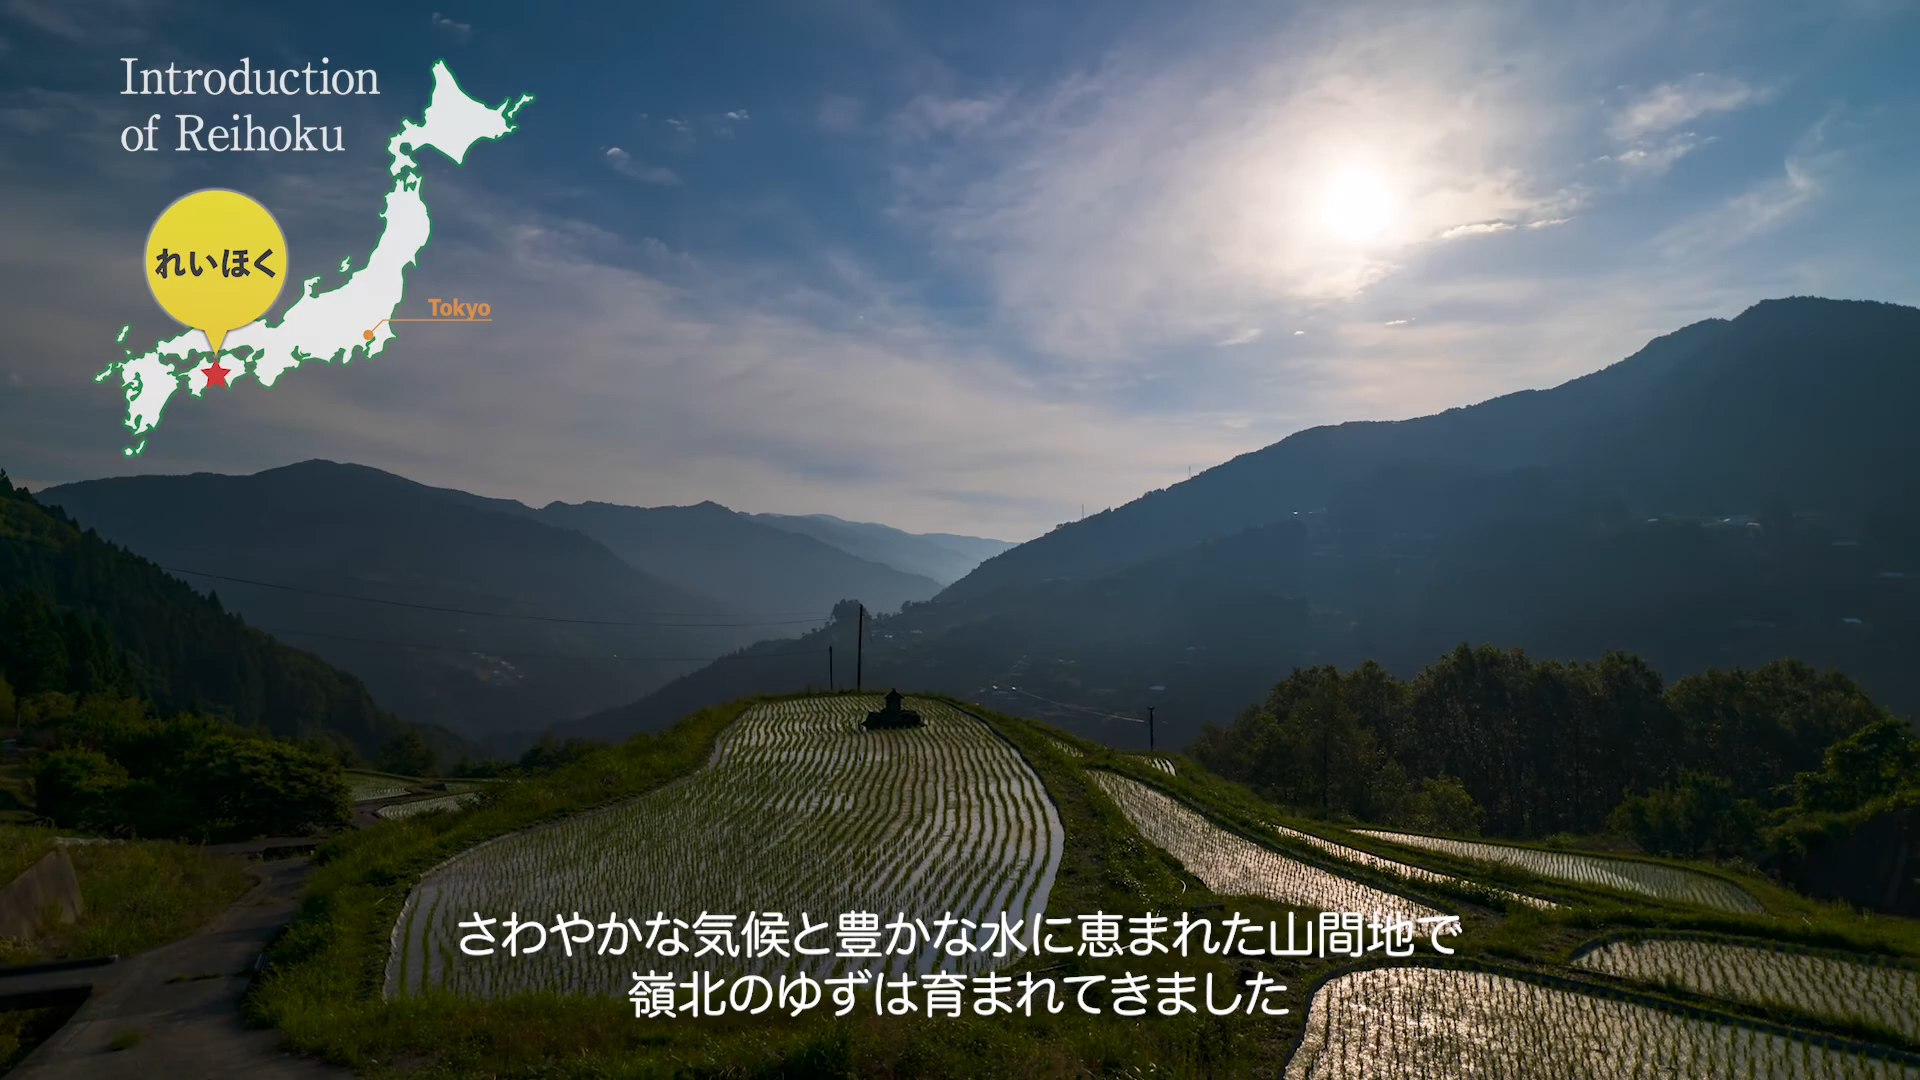 Introduction
of Reihoku
れいほく
Tokyo
さわやかな気候と豊かな水に恵まれた山間地で
嶺北のゆずは育まれてきました